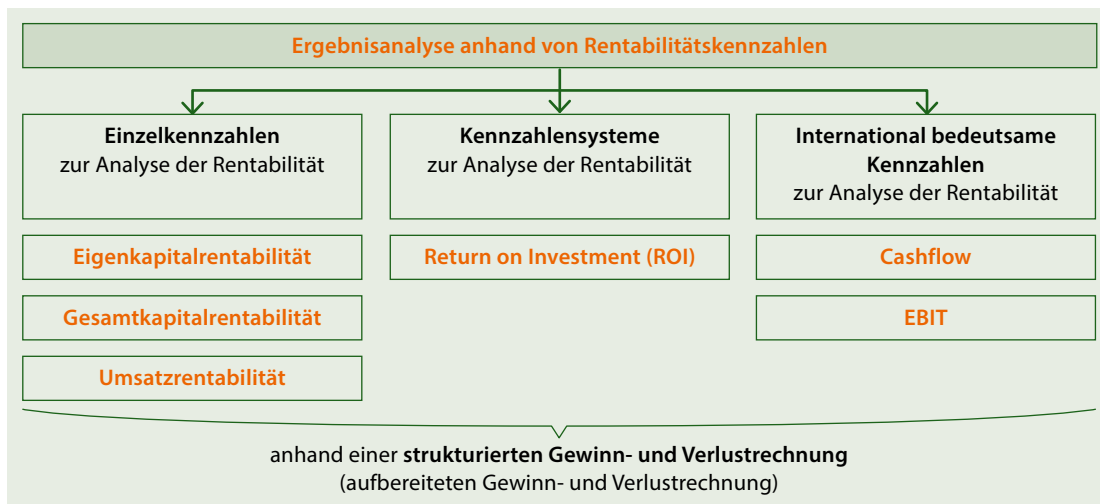 Ergebnisanalyse anhand von Rentabilitätskennzahlen
Einzelkennzahlen
zur Analyse der Rentabilität
Kennzahlensysteme
zur Analyse der Rentabilität
International bedeutsame
Kennzahlen
zur Analyse der Rentabilität
Eigenkapitalrentabilität
Gesamtkapitalrentabilität
Umsatzrentabilität
Return on Investment (ROI)
Cashflow
EBIT
anhand einer strukturierten Gewinn- und Verlustrechnung
(aufbereiteten Gewinn- und Verlustrechnung)